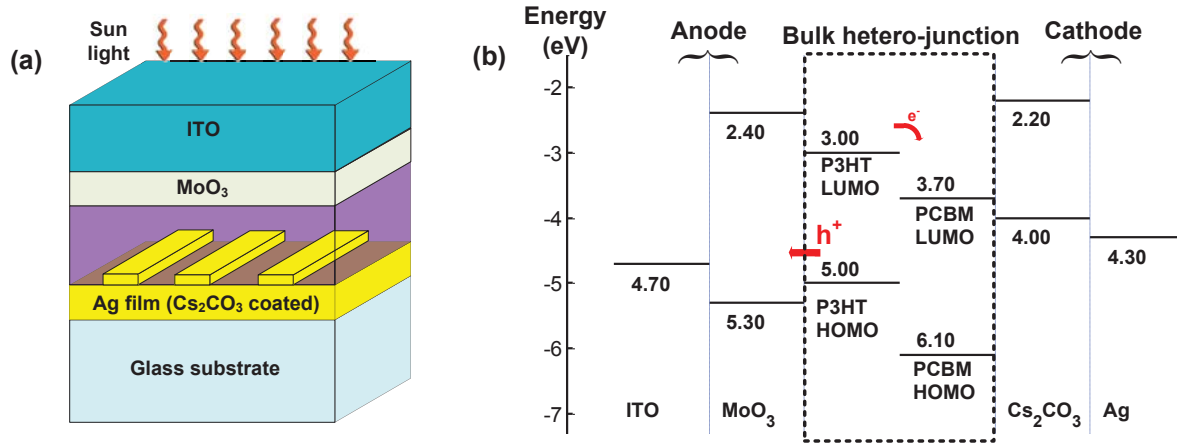 (a)
Sun
light
ITO
MoO₃
Ag film (Cs₂CO₃ coated)
Glass substrate
(b)
Energy
(eV)
Anode
Bulk hetero-junction
Cathode
-2
-3
-4
-5
-6
-7
2.40
3.00
e⁻
2.20
P3HT
LUMO
3.70
PCBM
LUMO
4.00
4.30
h⁺
4.70
5.00
5.30
P3HT
HOMO
6.10
PCBM
HOMO
ITO
MoO₃
Cs₂CO₃
Ag